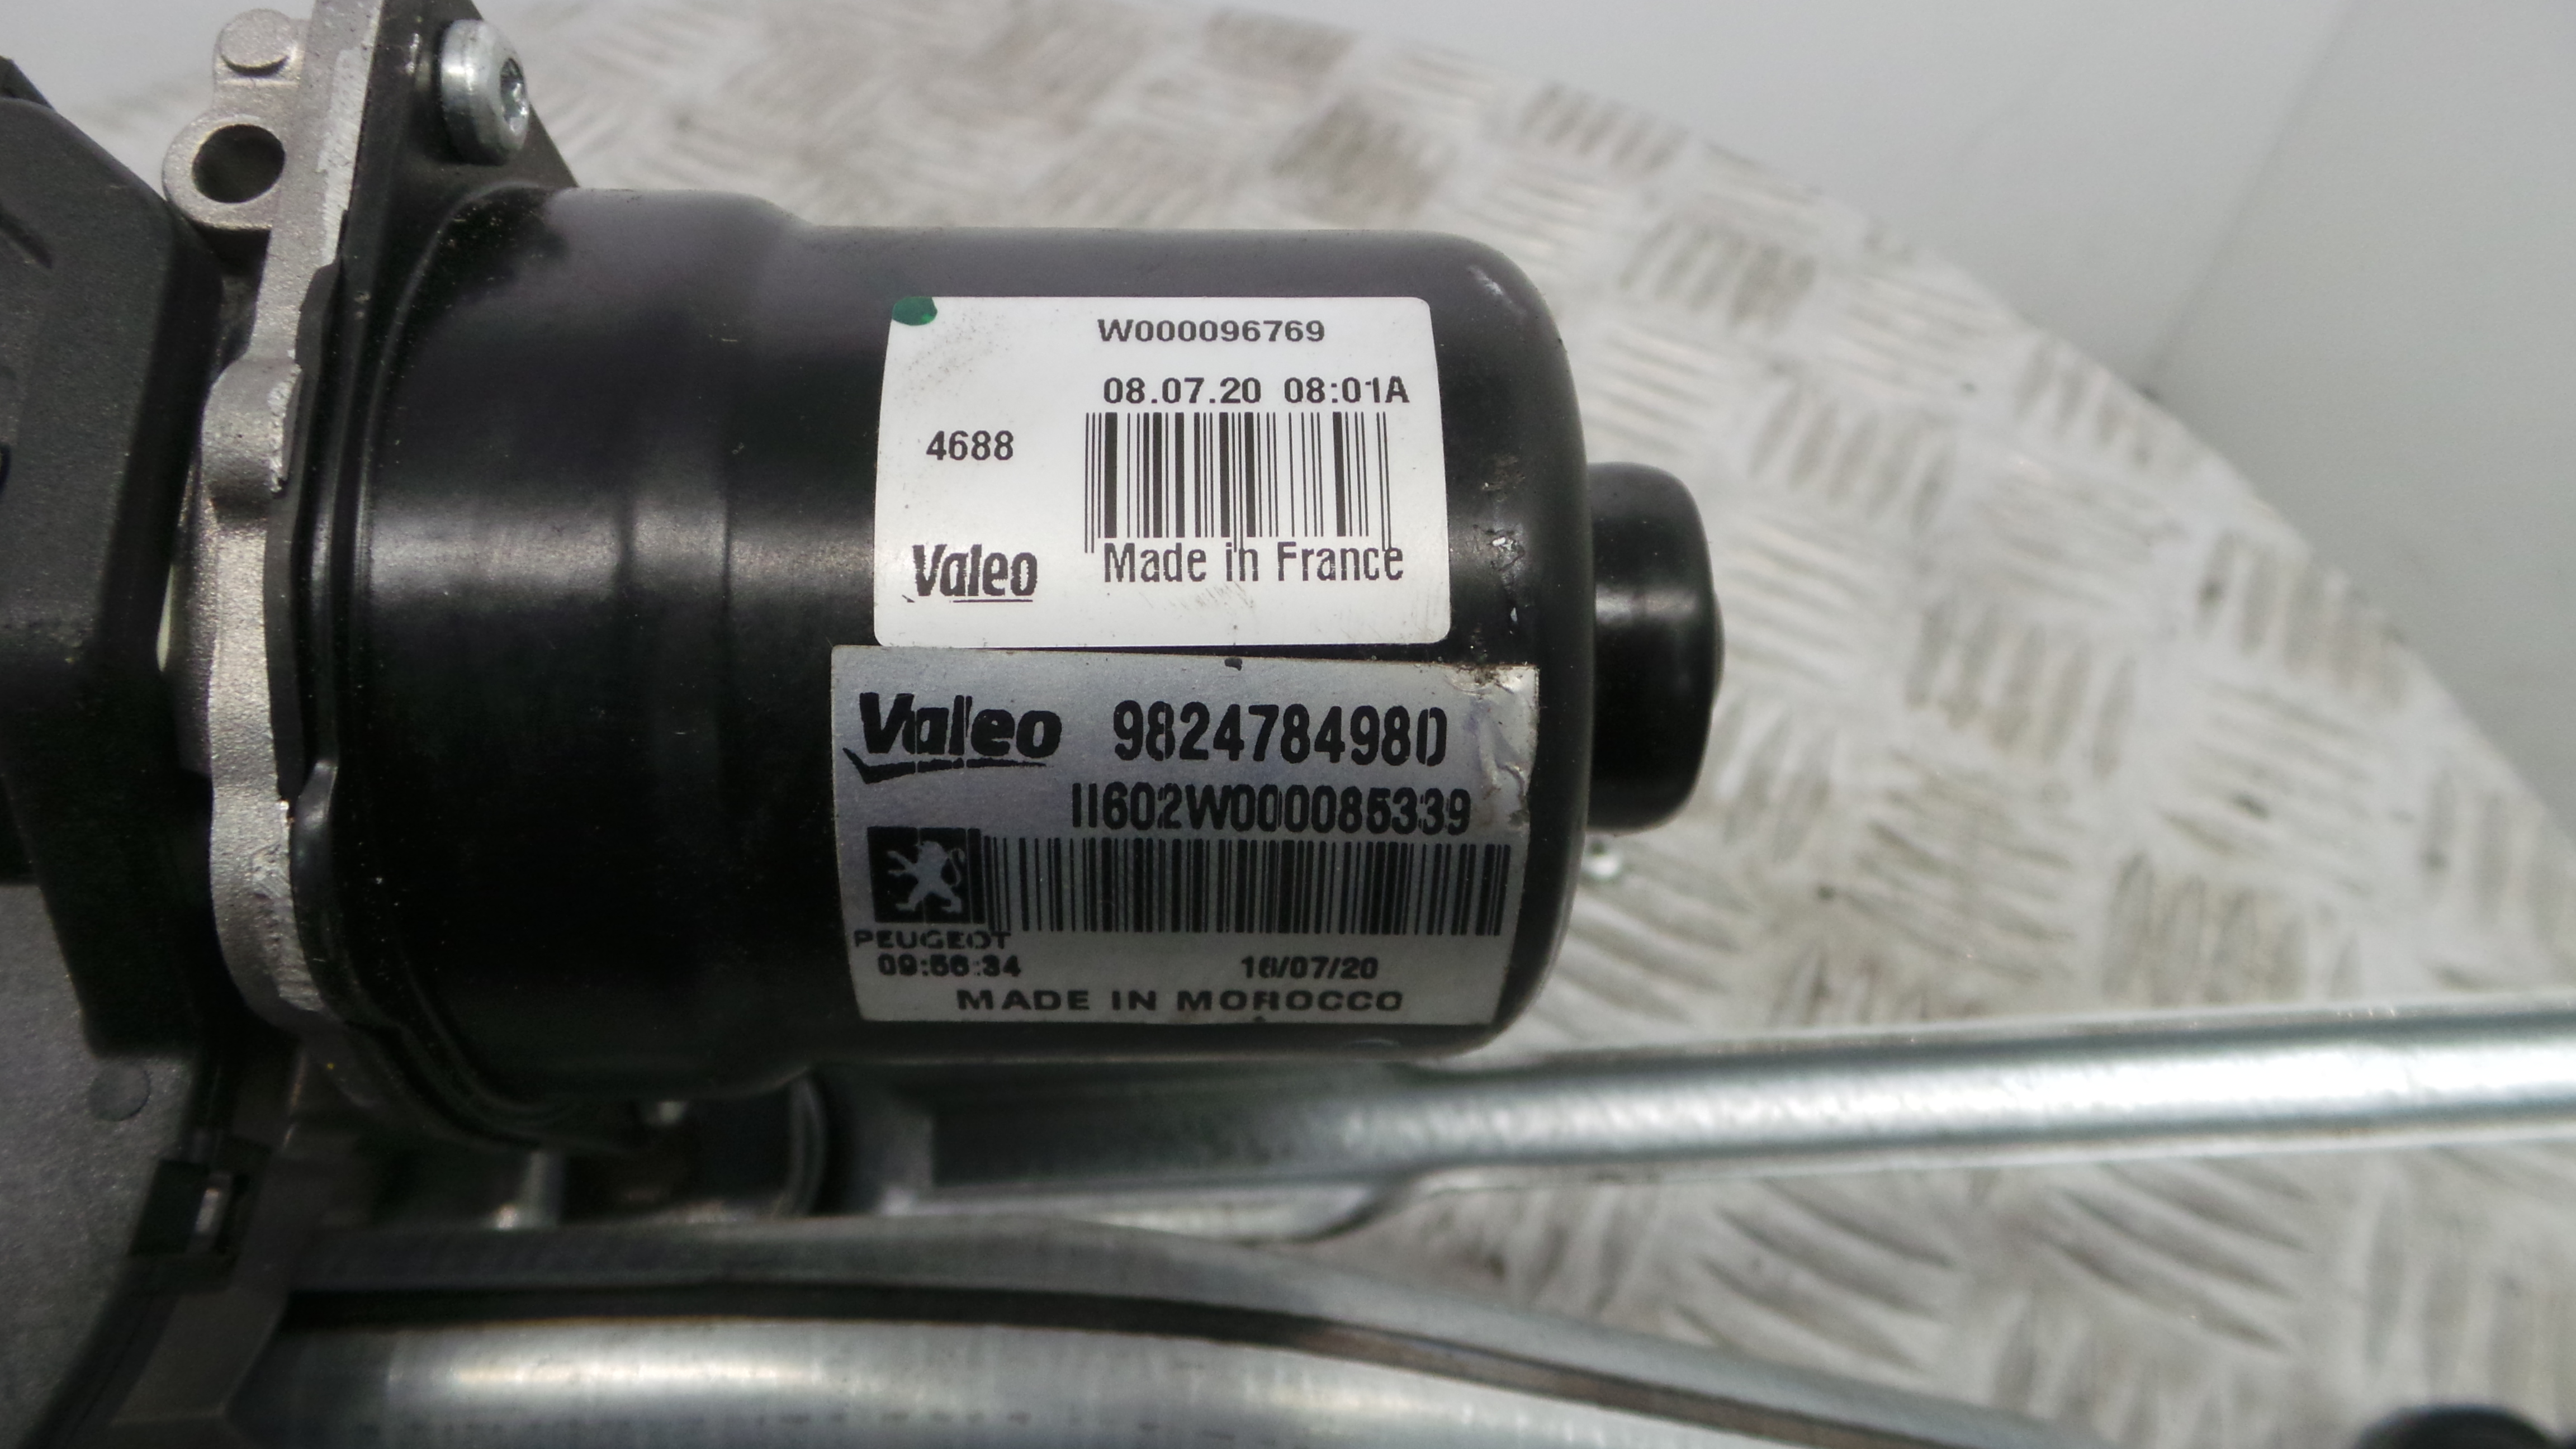 W000096769
08.07.20 08:01A
4688
Valeo Made in France
Valeo 9824784980
II602W000085339
PEUGEOT
09:56:34 16/07/20
MADE IN MOROCCO